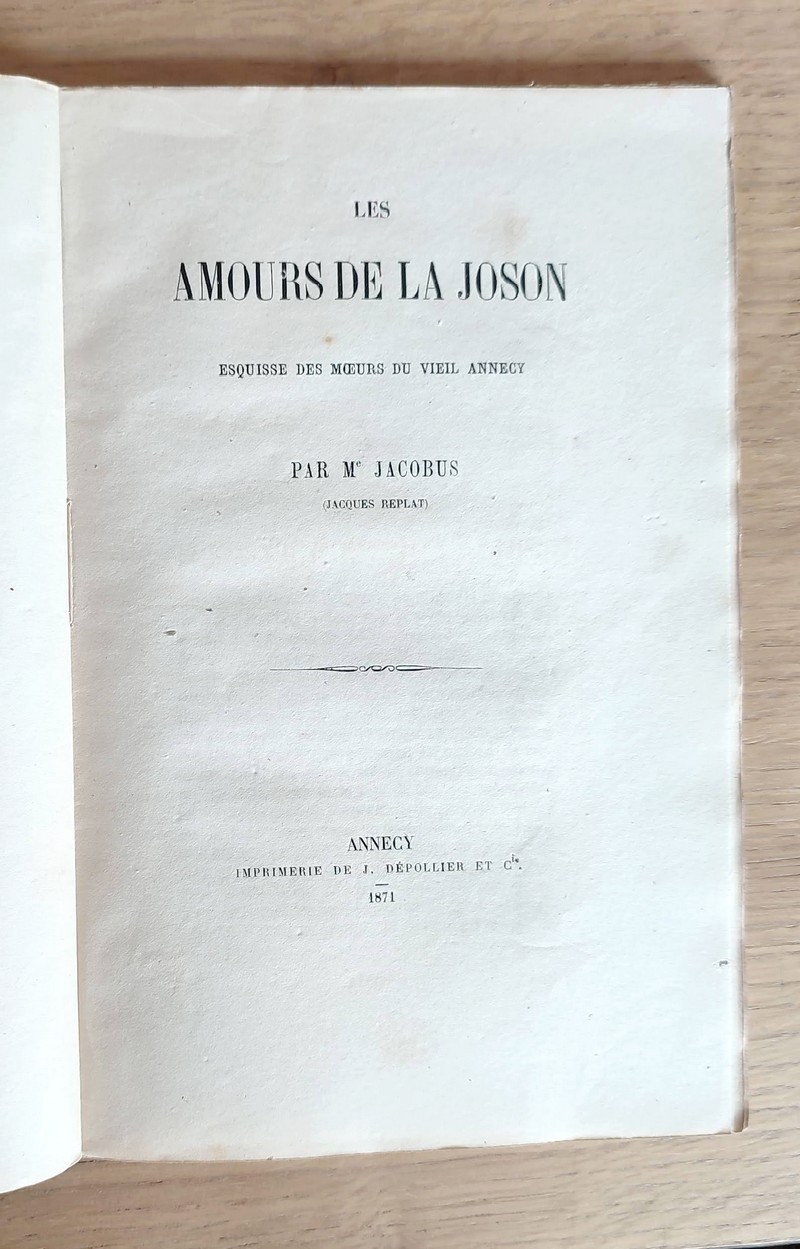 LES
AMOURS DE LA JOSON
ESQUISSE DES MŒURS DU VIEIL ANNECY
PAR Mᵉ JACOBUS
(JACQUES REPLAT)
ANNECY
IMPRIMERIE DE J. DÉPOLLIER ET Cⁱᵉ.
1871